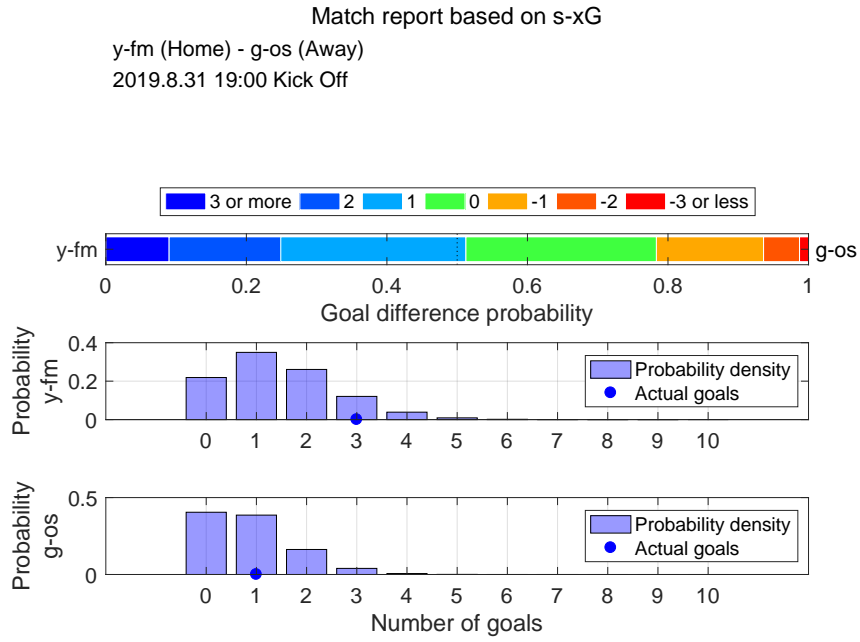 Match report based on s-xG
y-fm (Home) - g-os (Away)
2019.8.31 19:00 Kick Off
3 or more 2 1 0 -1 -2 -3 or less
y-fm g-os
0 0.2 0.4 0.6 0.8 1
Goal difference probability
Probability
y-fm
0.4
0.2
0
Probability density
Actual goals
0 1 2 3 4 5 6 7 8 9 10
Probability
g-os
0.5
0
Probability density
Actual goals
0 1 2 3 4 5 6 7 8 9 10
Number of goals